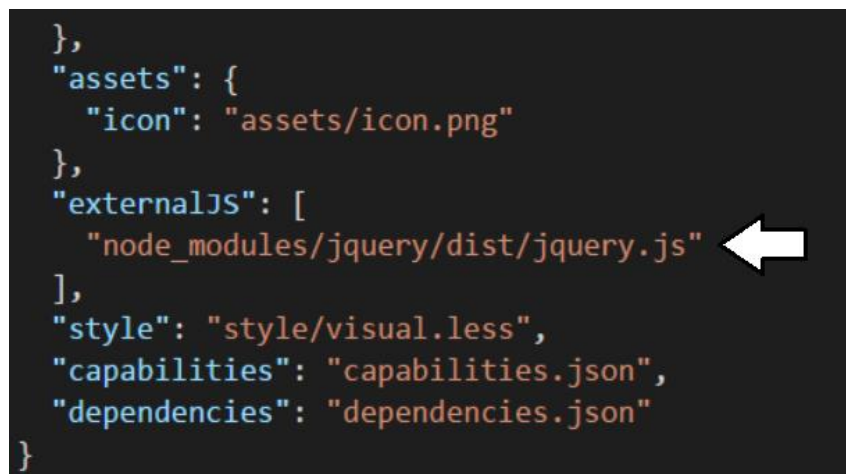 },
"assets": {
"icon": "assets/icon.png"
},
"externalJS": [
"node_modules/jquery/dist/jquery.js"
],
"style": "style/visual.less",
"capabilities": "capabilities.json",
"dependencies": "dependencies.json"
}